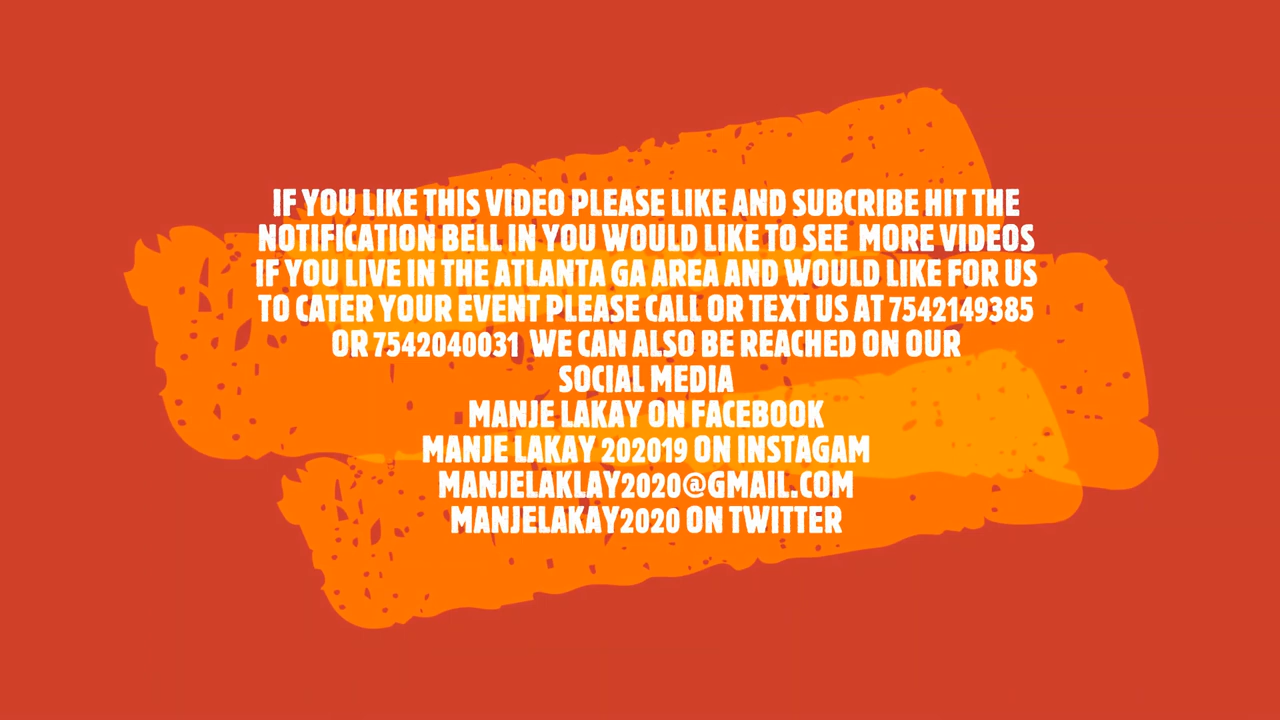 IF YOU LIKE THIS VIDEO PLEASE LIKE AND SUBCRIBE HIT THE
NOTIFICATION BELL IN YOU WOULD LIKE TO SEE MORE VIDEOS
IF YOU LIVE IN THE ATLANTA GA AREA AND WOULD LIKE FOR US
TO CATER YOUR EVENT PLEASE CALL OR TEXT US AT 7542149385
OR 7542040031 WE CAN ALSO BE REACHED ON OUR
SOCIAL MEDIA
MANJE LAKAY ON FACEBOOK
MANJE LAKAY 202019 ON INSTAGAM
MANJELAKLAY2020@GMAIL.COM
MANJELAKAY2020 ON TWITTER